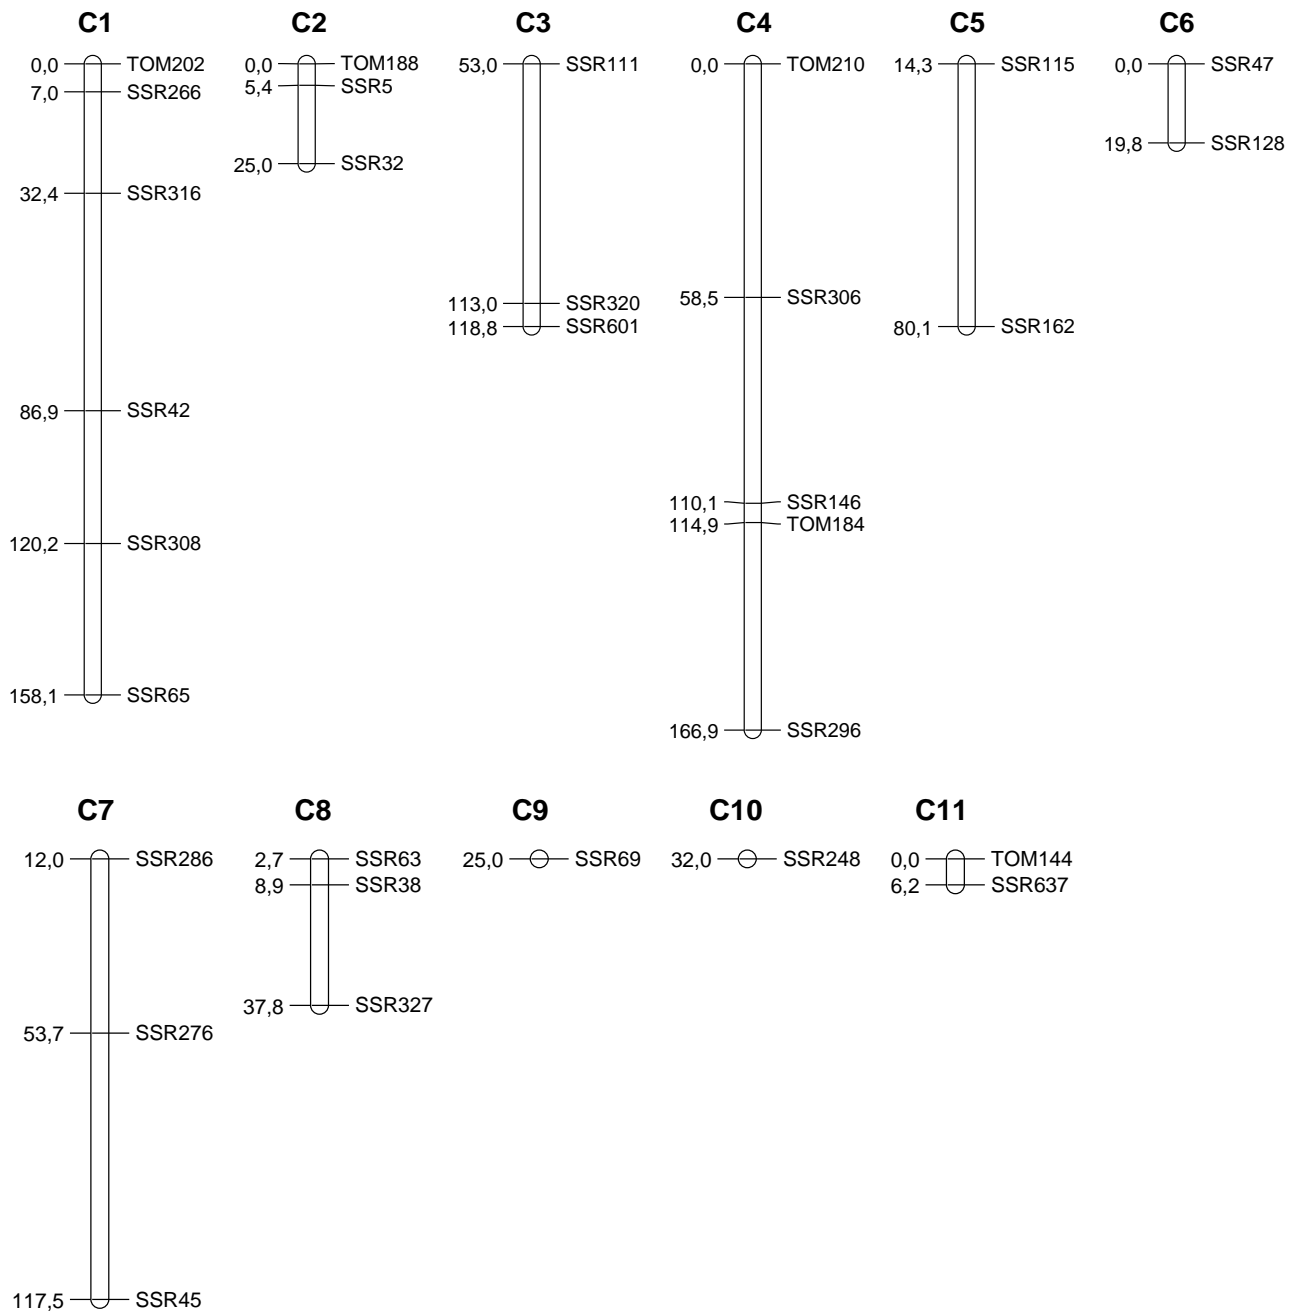 C1
0,0 TOM202
7,0 SSR266
32,4 SSR316
86,9 SSR42
120,2 SSR308
158,1 SSR65
C2
0,0 TOM188
5,4 SSR5
25,0 SSR32
C3
53,0 SSR111
113,0 SSR320
118,8 SSR601
C4
0,0 TOM210
58,5 SSR306
110,1 SSR146
114,9 TOM184
166,9 SSR296
C5
14,3 SSR115
80,1 SSR162
C6
0,0 SSR47
19,8 SSR128
C7
12,0 SSR286
53,7 SSR276
117,5 SSR45
C8
2,7 SSR63
8,9 SSR38
37,8 SSR327
C9
25,0 SSR69
C10
32,0 SSR248
C11
0,0 TOM144
6,2 SSR637